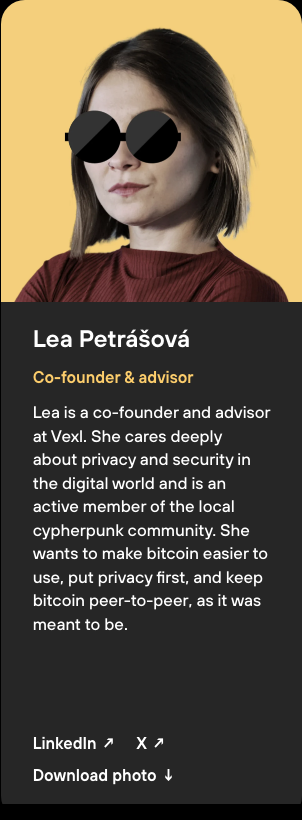 Lea Petrášová
Co-founder & advisor
Lea is a co-founder and advisor
at Vexl. She cares deeply
about privacy and security in
the digital world and is an
active member of the local
cypherpunk community. She
wants to make bitcoin easier to
use, put privacy first, and keep
bitcoin peer-to-peer, as it was
meant to be.
LinkedIn ↗ X ↗
Download photo ↓